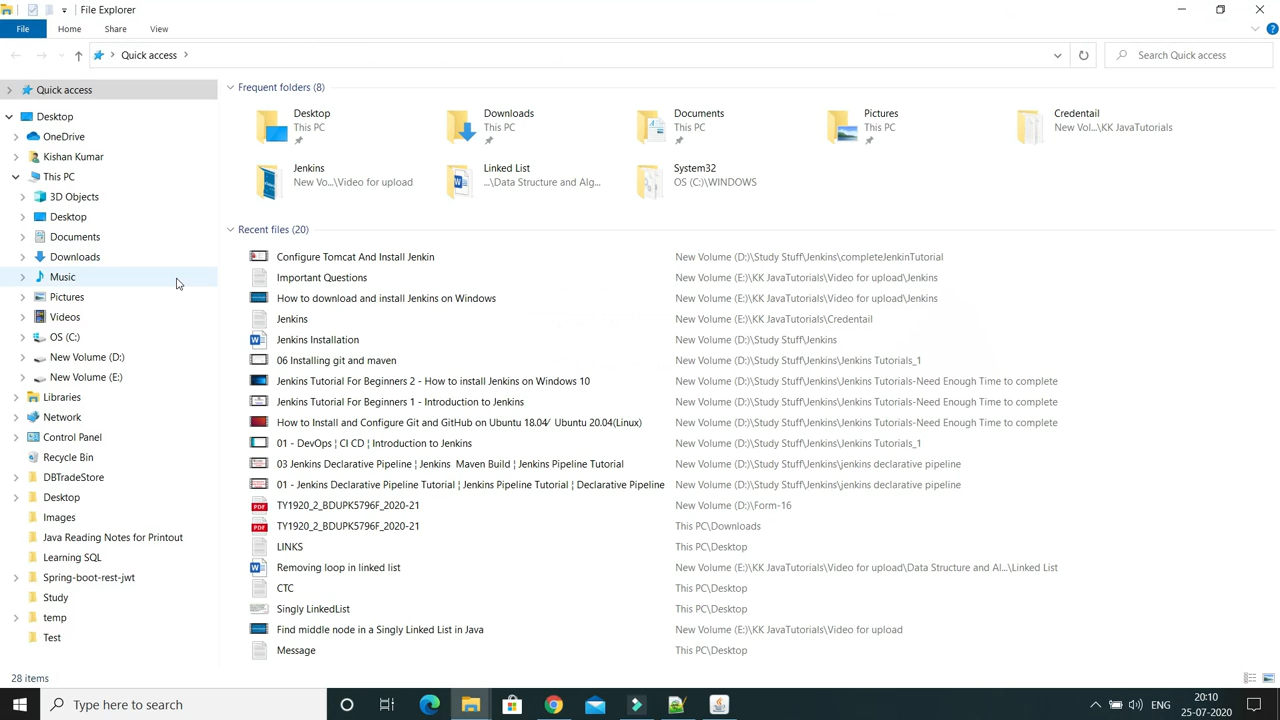 File Explorer
File Home Share View
Quick access
Search Quick access
Quick access
Desktop
OneDrive
Kishan Kumar
This PC
3D Objects
Desktop
Documents
Downloads
Music
Pictures
Videos
OS (C:)
New Volume (D:)
New Volume (E:)
Libraries
Network
Control Panel
Recycle Bin
DBTradeStore
Desktop
Images
Java Reading Notes for Printout
Learning SQL
Spring-boot-rest-jwt
Study
temp
Test
Frequent folders (8)
Desktop
This PC
Downloads
This PC
Documents
This PC
Pictures
This PC
Credentail
New Vol...\KK JavaTutorials
Jenkins
New Vo...\Video for upload
Linked List
...\Data Structure and Alg...
System32
OS (C:)\WINDOWS
Recent files (20)
Configure Tomcat And Install Jenkin New Volume (D:)\Study Stuff\Jenkins\completeJenkinTutorial
Important Questions New Volume (E:)\KK JavaTutorials\Video for upload\Jenkins
How to download and install Jenkins on Windows New Volume (E:)\KK JavaTutorials\Video for upload\Jenkins
Jenkins New Volume (E:)\KK JavaTutorials\Credentail
Jenkins Installation New Volume (D:)\Study Stuff\Jenkins
06 Installing git and maven New Volume (D:)\Study Stuff\Jenkins\Jenkins Tutorials_1
Jenkins Tutorial For Beginners 2 - How to install Jenkins on Windows 10 New Volume (D:)\Study Stuff\Jenkins\Jenkins Tutorials-Need Enough Time to complete
Jenkins Tutorial For Beginners 1 - Introduction to Jenkins New Volume (D:)\Study Stuff\Jenkins\Jenkins Tutorials-Need Enough Time to complete
How to Install and Configure Git and GitHub on Ubuntu 18.04⁄ Ubuntu 20.04(Linux) New Volume (D:)\Study Stuff\Jenkins\Jenkins Tutorials-Need Enough Time to complete
01 - DevOps ¦ CI CD ¦ Introduction to Jenkins New Volume (D:)\Study Stuff\Jenkins\Jenkins Tutorials_1
03 Jenkins Declarative Pipeline ¦ Jenkins Maven Build ¦ Jenkins Pipeline Tutorial New Volume (D:)\Study Stuff\Jenkins\jenkins declarative pipeline
01 - Jenkins Declarative Pipeline Tutorial ¦ Jenkins Pipeline Tutorial ¦ Declarative Pipeline New Volume (D:)\Study Stuff\Jenkins\jenkins declarative pipeline
TY1920_2_BDUPK5796F_2020-21 New Volume (D:)\Form-16
TY1920_2_BDUPK5796F_2020-21 This PC\Downloads
LINKS This PC\Desktop
Removing loop in linked list New Volume (E:)\KK JavaTutorials\Video for upload\Data Structure and Al...\Linked List
CTC This PC\Desktop
Singly LinkedList This PC\Desktop
Find middle node in a Singly Linked List in Java New Volume (E:)\KK JavaTutorials\Video for upload
Message This PC\Desktop
28 items
Type here to search
ENG
20:10
25-07-2020